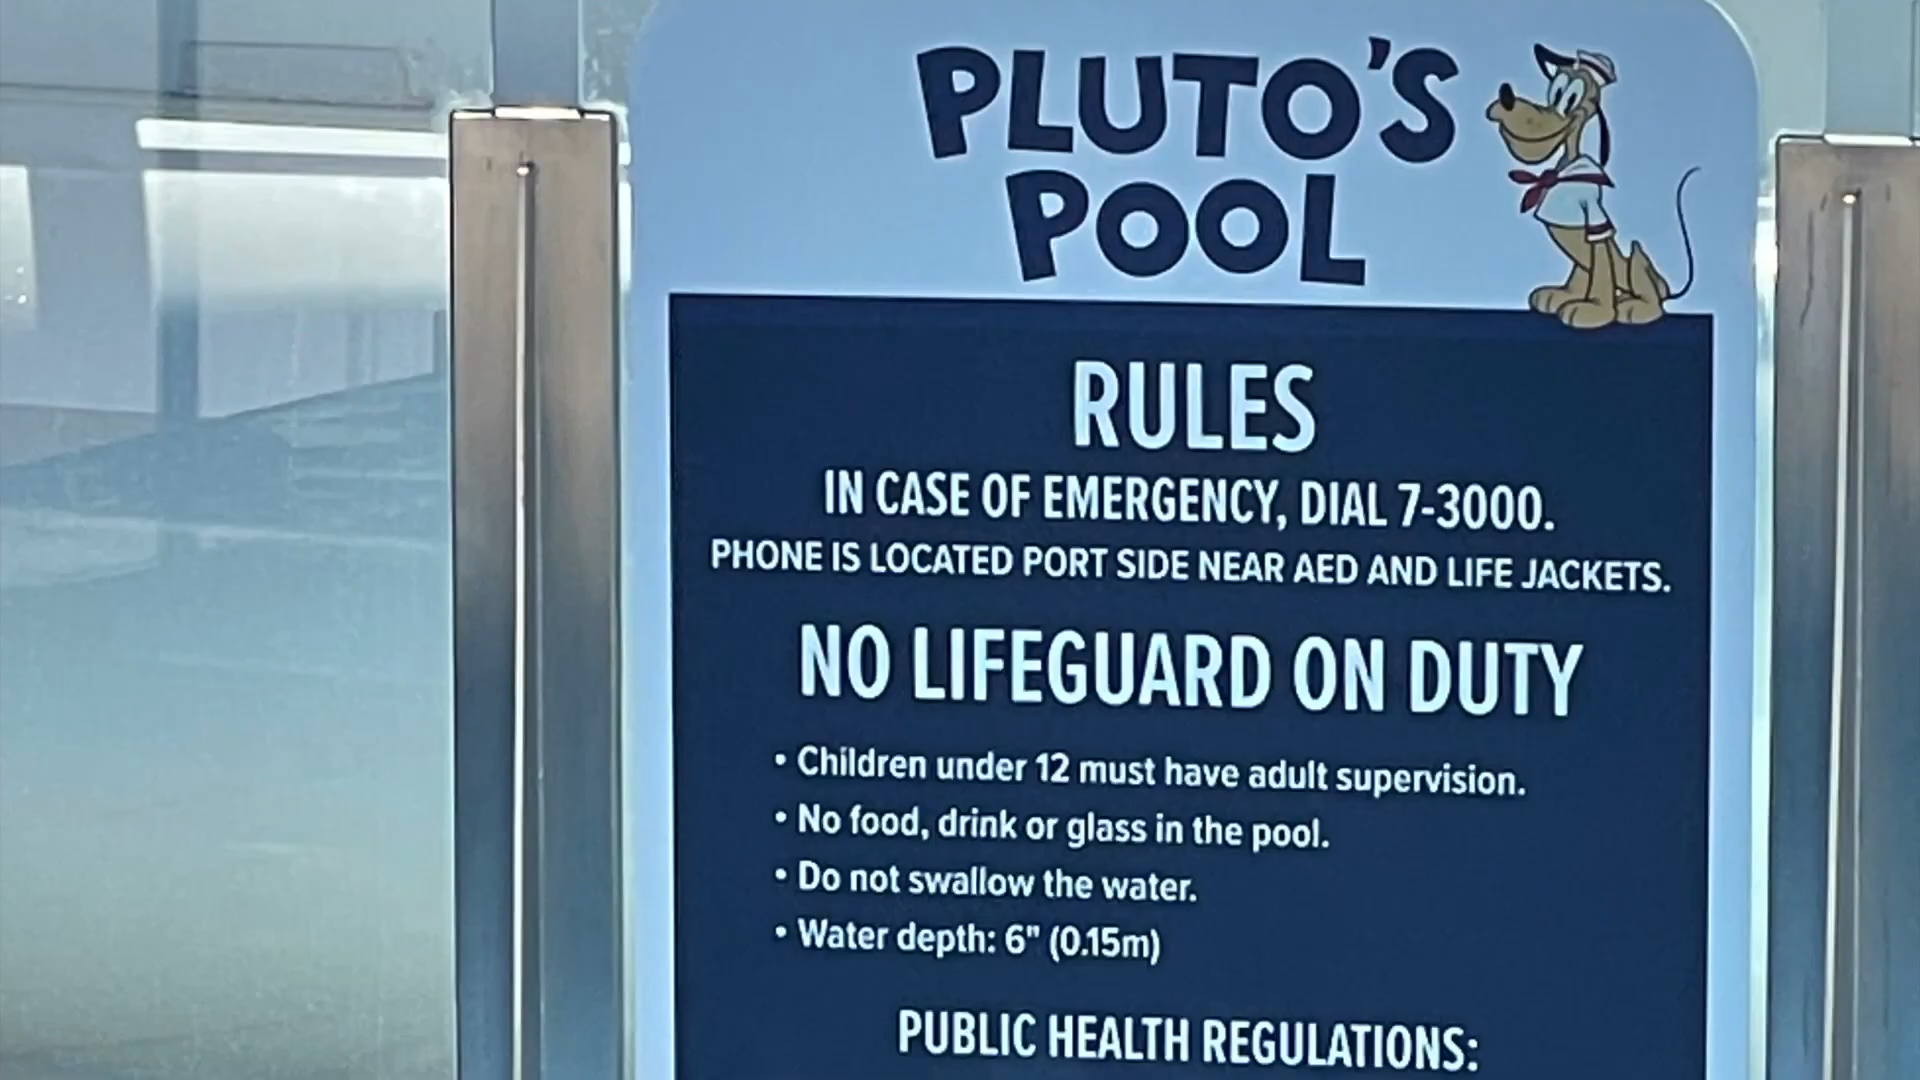 PLUTO'S
POOL
RULES
IN CASE OF EMERGENCY, DIAL 7-3000.
PHONE IS LOCATED PORT SIDE NEAR AED AND LIFE JACKETS.
NO LIFEGUARD ON DUTY
• Children under 12 must have adult supervision.
• No food, drink or glass in the pool.
• Do not swallow the water.
• Water depth: 6" (0.15m)
PUBLIC HEALTH REGULATIONS: